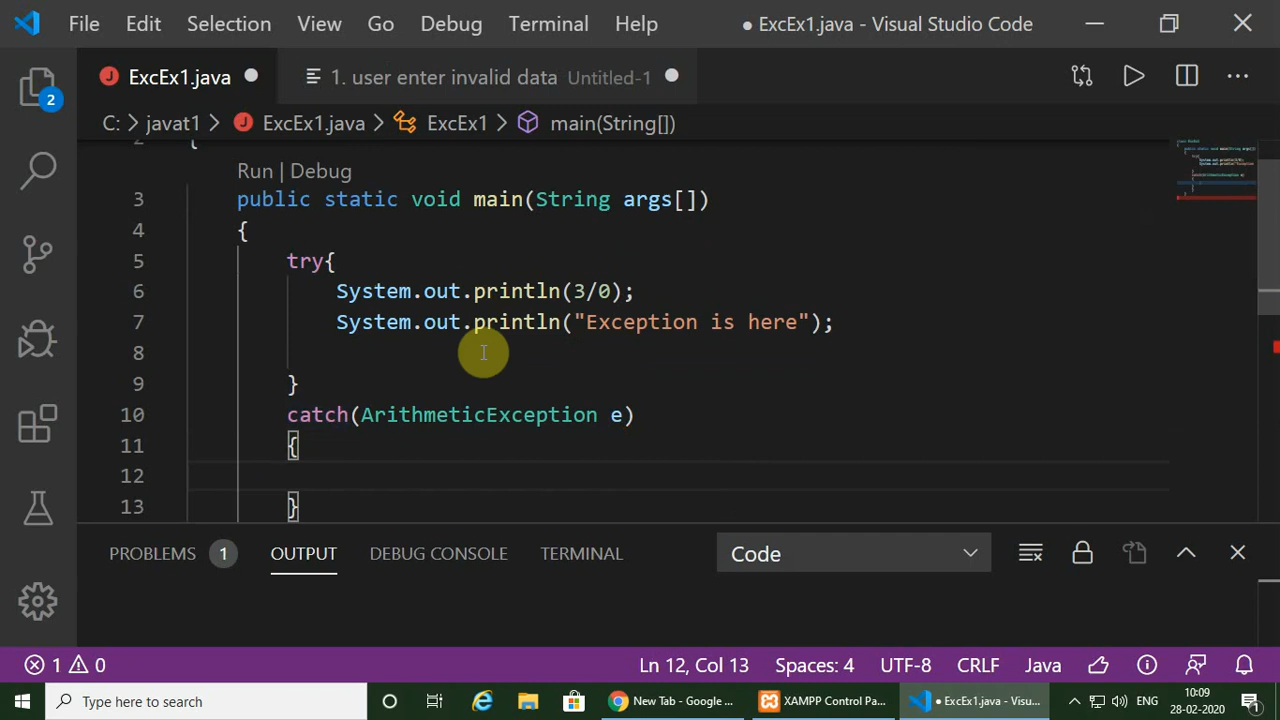 File Edit Selection View Go Debug Terminal Help ● ExcEx1.java - Visual Studio Code
ExcEx1.java 1. user enter invalid data Untitled-1
C: > javat1 > ExcEx1.java > ExcEx1 > main(String[])
2 {
Run | Debug
3 public static void main(String args[])
4 {
5 try{
6 System.out.println(3/0);
7 System.out.println("Exception is here");
8
9 }
10 catch(ArithmeticException e)
11 {
12
13 }
2
PROBLEMS 1 OUTPUT DEBUG CONSOLE TERMINAL Code
1 0 Ln 12, Col 13 Spaces: 4 UTF-8 CRLF Java
Type here to search New Tab - Google ... XAMPP Control Pa... ● ExcEx1.java - Visu... ENG 10:09
28-02-2020 1